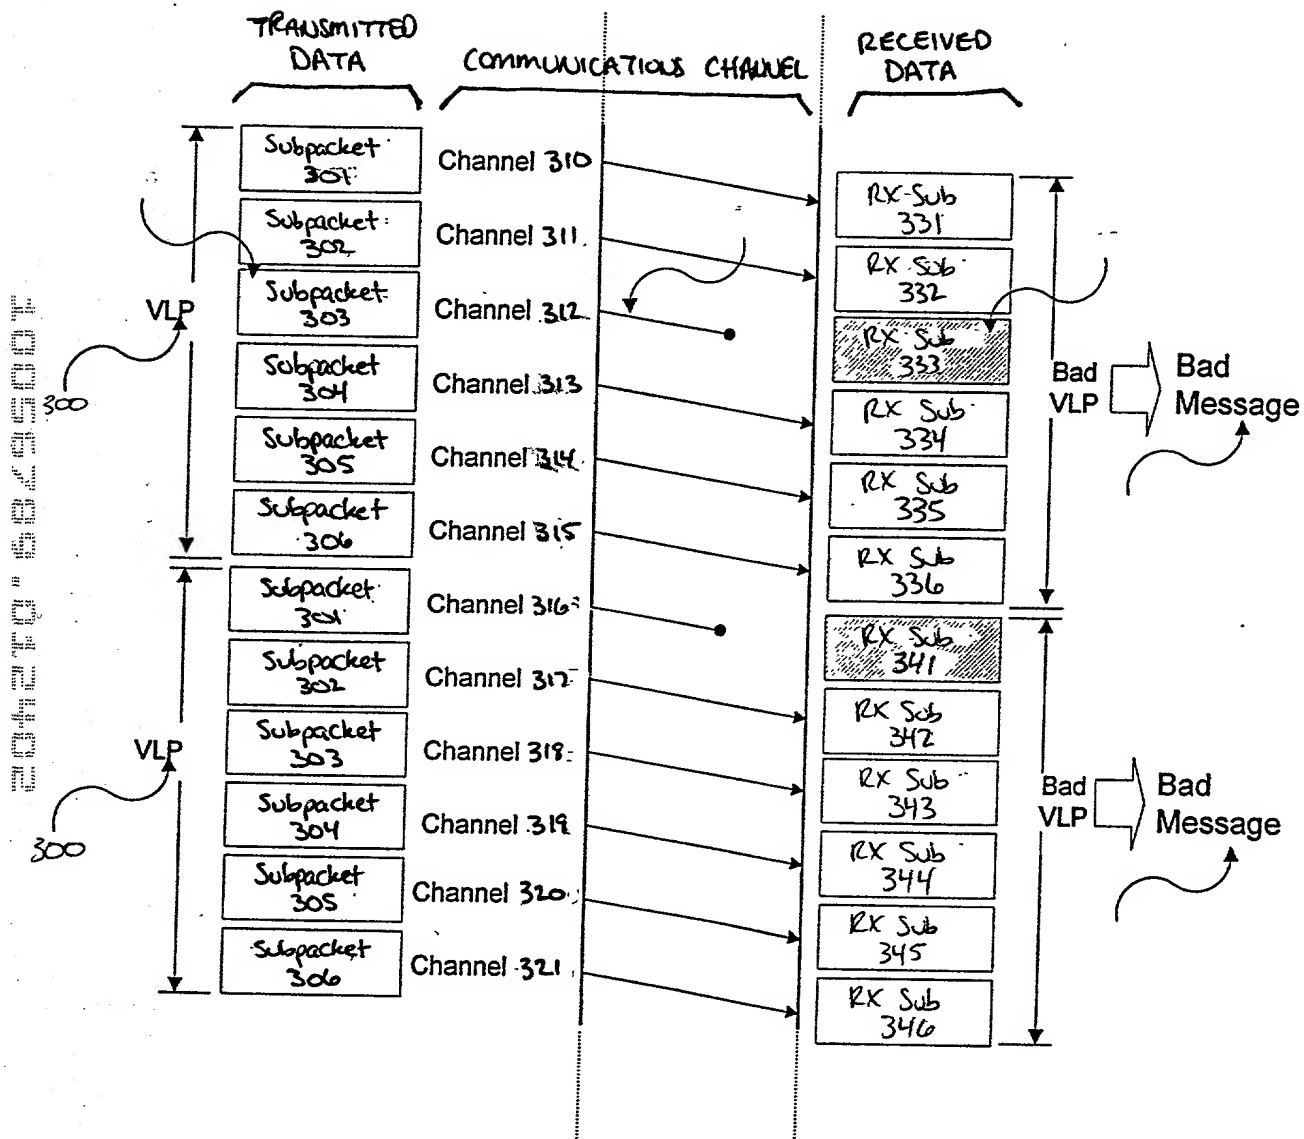 TRANSMITTED
DATA
COMMUNICATIONS CHANNEL
RECEIVED
DATA
Subpacket
301
Channel 310
RX Sub
331
Subpacket
302
Channel 311
RX Sub
332
Subpacket
303
Channel 312
RX Sub
333
VLP
300
Subpacket
304
Channel 313
RX Sub
334
Bad
VLP
Bad
Message
Subpacket
305
Channel 314
RX Sub
335
Subpacket
306
Channel 315
RX Sub
336
Subpacket
301
Channel 316
RX Sub
341
Subpacket
302
Channel 317
RX Sub
342
Subpacket
303
Channel 318
RX Sub
343
VLP
300
Subpacket
304
Channel 319
RX Sub
344
Bad
VLP
Bad
Message
Subpacket
305
Channel 320
RX Sub
345
Subpacket
306
Channel 321
RX Sub
346